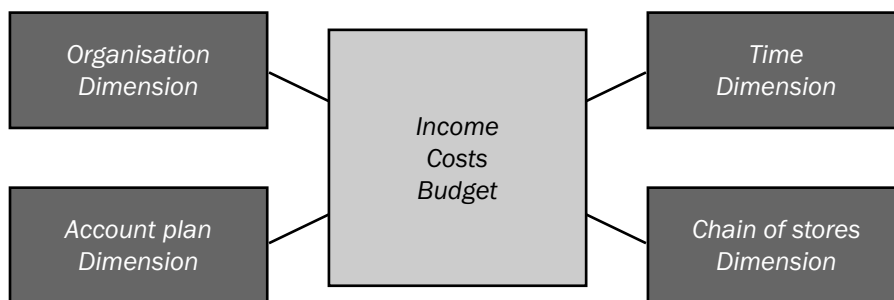 Organisation
Dimension
Time
Dimension
Income
Costs
Budget
Account plan
Dimension
Chain of stores
Dimension